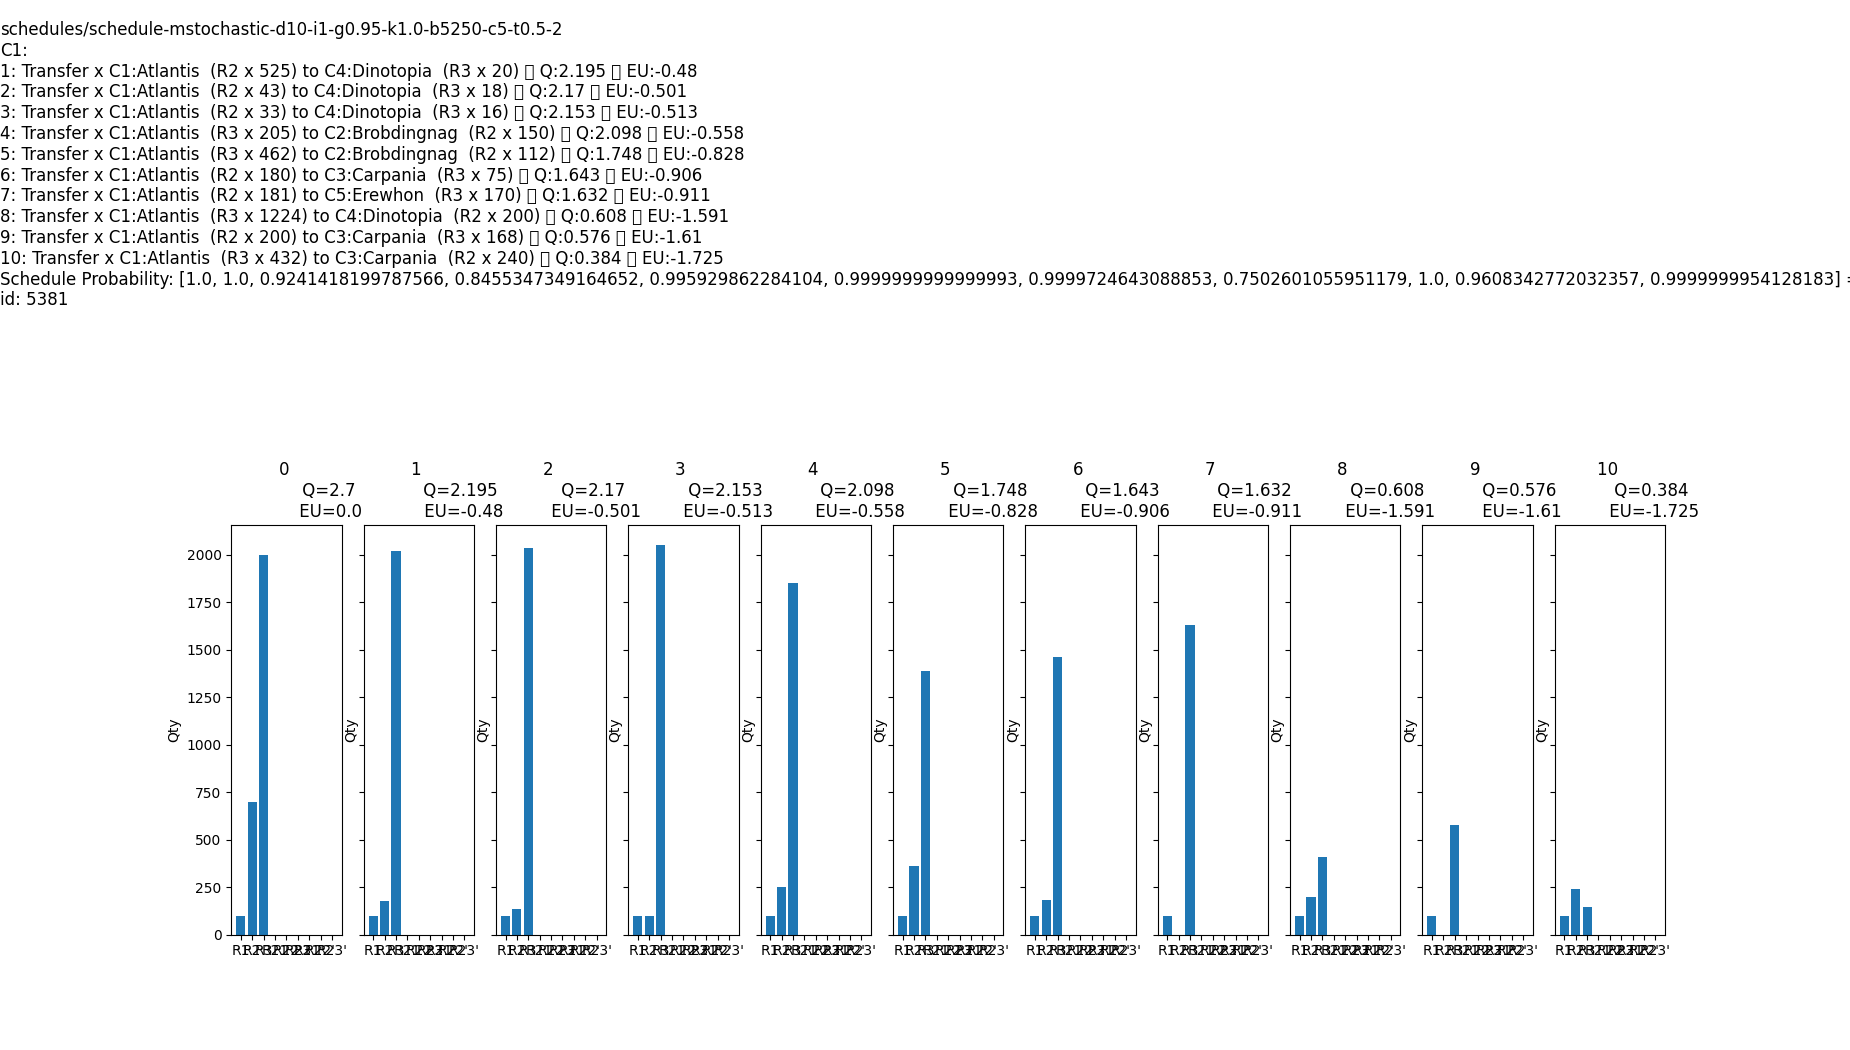 schedules/schedule-mstochastic-d10-i1-g0.95-k1.0-b5250-c5-t0.5-2
C1:
1: Transfer x C1:Atlantis  (R2 x 525) to C4:Dinotopia  (R3 x 20) ▯ Q:2.195 ▯ EU:-0.48
2: Transfer x C1:Atlantis  (R2 x 43) to C4:Dinotopia  (R3 x 18) ▯ Q:2.17 ▯ EU:-0.501
3: Transfer x C1:Atlantis  (R2 x 33) to C4:Dinotopia  (R3 x 16) ▯ Q:2.153 ▯ EU:-0.513
4: Transfer x C1:Atlantis  (R3 x 205) to C2:Brobdingnag  (R2 x 150) ▯ Q:2.098 ▯ EU:-0.558
5: Transfer x C1:Atlantis  (R3 x 462) to C2:Brobdingnag  (R2 x 112) ▯ Q:1.748 ▯ EU:-0.828
6: Transfer x C1:Atlantis  (R2 x 180) to C3:Carpania  (R3 x 75) ▯ Q:1.643 ▯ EU:-0.906
7: Transfer x C1:Atlantis  (R2 x 181) to C5:Erewhon  (R3 x 170) ▯ Q:1.632 ▯ EU:-0.911
8: Transfer x C1:Atlantis  (R3 x 1224) to C4:Dinotopia  (R2 x 200) ▯ Q:0.608 ▯ EU:-1.591
9: Transfer x C1:Atlantis  (R2 x 200) to C3:Carpania  (R3 x 168) ▯ Q:0.576 ▯ EU:-1.61
10: Transfer x C1:Atlantis  (R3 x 432) to C3:Carpania  (R2 x 240) ▯ Q:0.384 ▯ EU:-1.725
Schedule Probability: [1.0, 1.0, 0.9241418199787566, 0.8455347349164652, 0.995929862284104, 0.9999999999999993, 0.9999724643088853, 0.7502601055951179, 1.0, 0.9608342772032357, 0.9999999954128183] =
id: 5381
0 1 2 3 4 5 6 7 8 9 10
Q=2.7 Q=2.195 Q=2.17 Q=2.153 Q=2.098 Q=1.748 Q=1.643 Q=1.632 Q=0.608 Q=0.576 Q=0.384
EU=0.0 EU=-0.48 EU=-0.501 EU=-0.513 EU=-0.558 EU=-0.828 EU=-0.906 EU=-0.911 EU=-1.591 EU=-1.61 EU=-1.725
2000
1750
1500
1250
1000
750
500
250
0
Qty Qty Qty Qty Qty Qty Qty Qty Qty Qty Qty